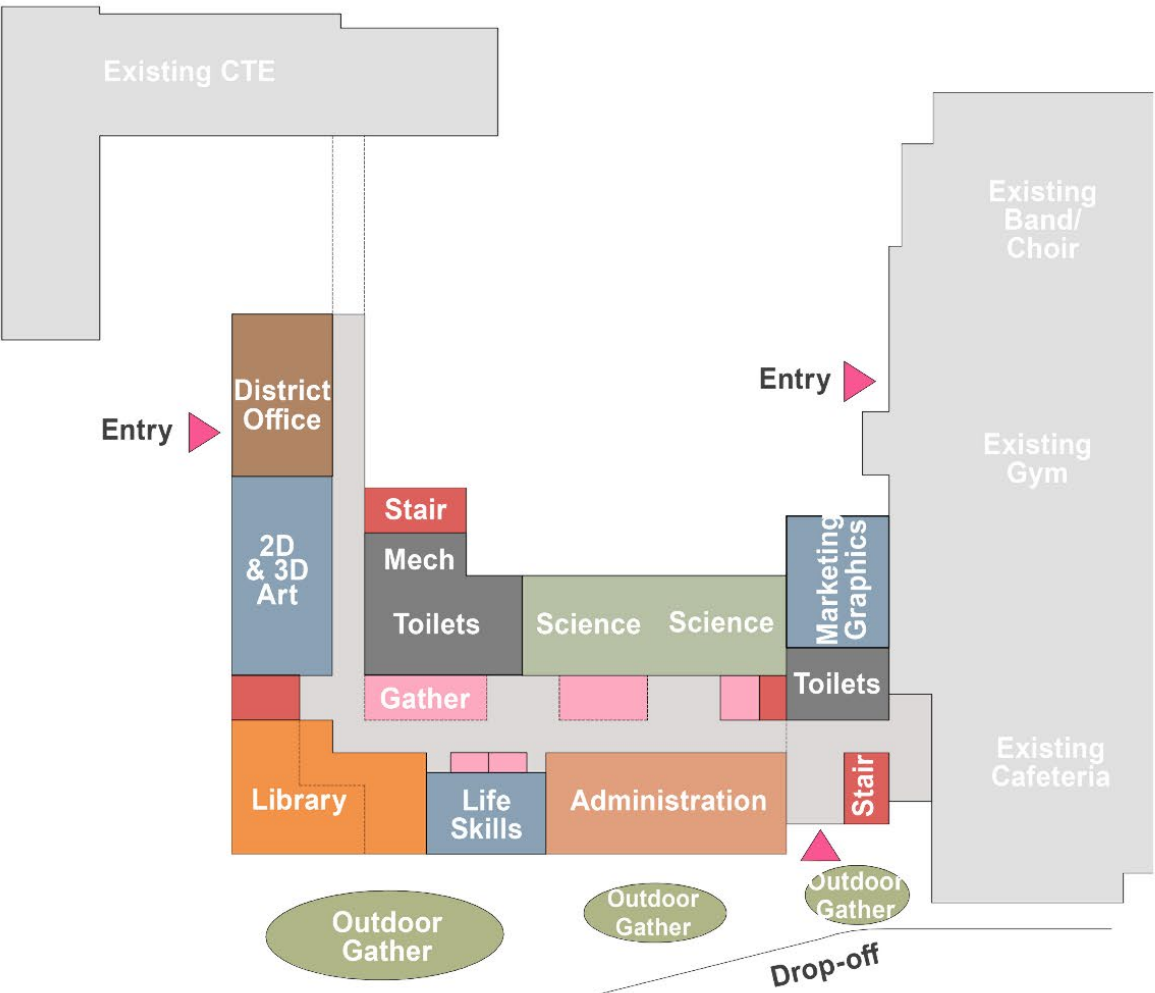 Existing CTE
Existing
Band/
Choir
Entry
District
Office
Entry
Existing
Gym
Stair
2D
& 3D
Art
Mech
Marketing
Graphics
Toilets
Science
Science
Gather
Toilets
Existing
Cafeteria
Library
Life
Skills
Administration
Stair
Outdoor
Gather
Outdoor
Gather
Outdoor
Gather
Drop-off